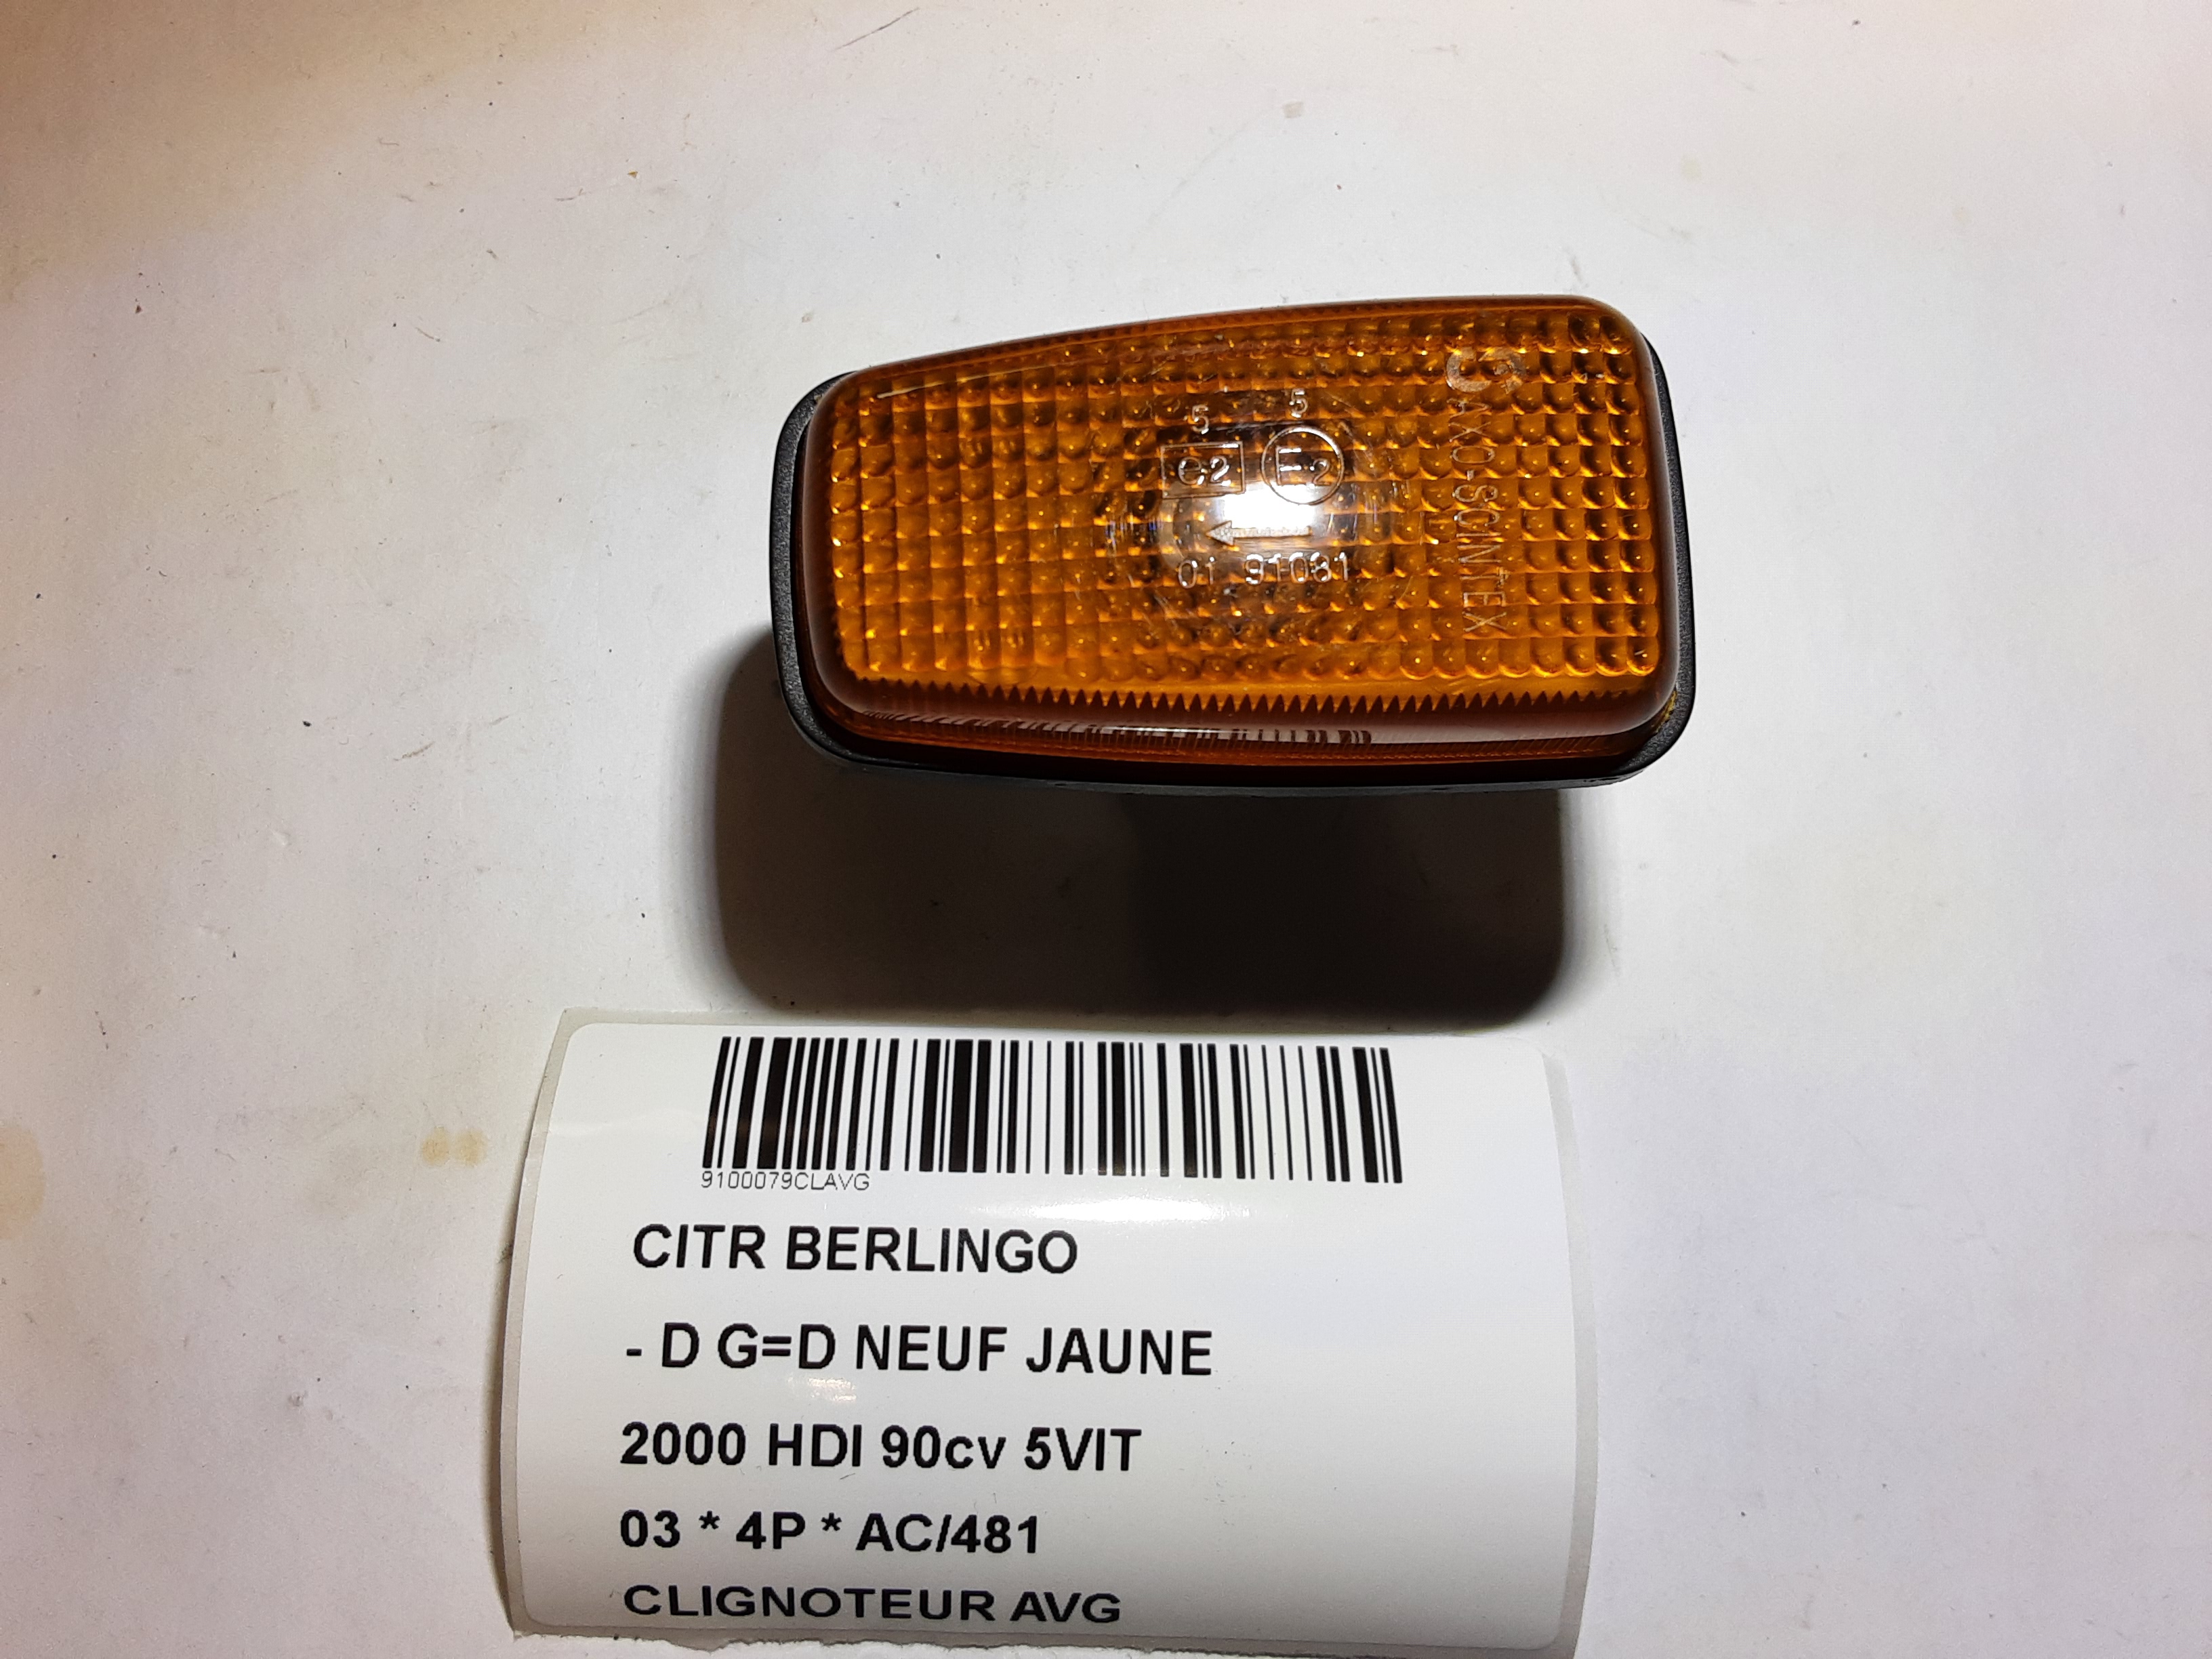 5 5
e2 E2
01 91081
AXO-SCINTEX
9100079CLAVG
CITR BERLINGO
- D G=D NEUF JAUNE
2000 HDI 90cv 5VIT
03 * 4P * AC/481
CLIGNOTEUR AVG